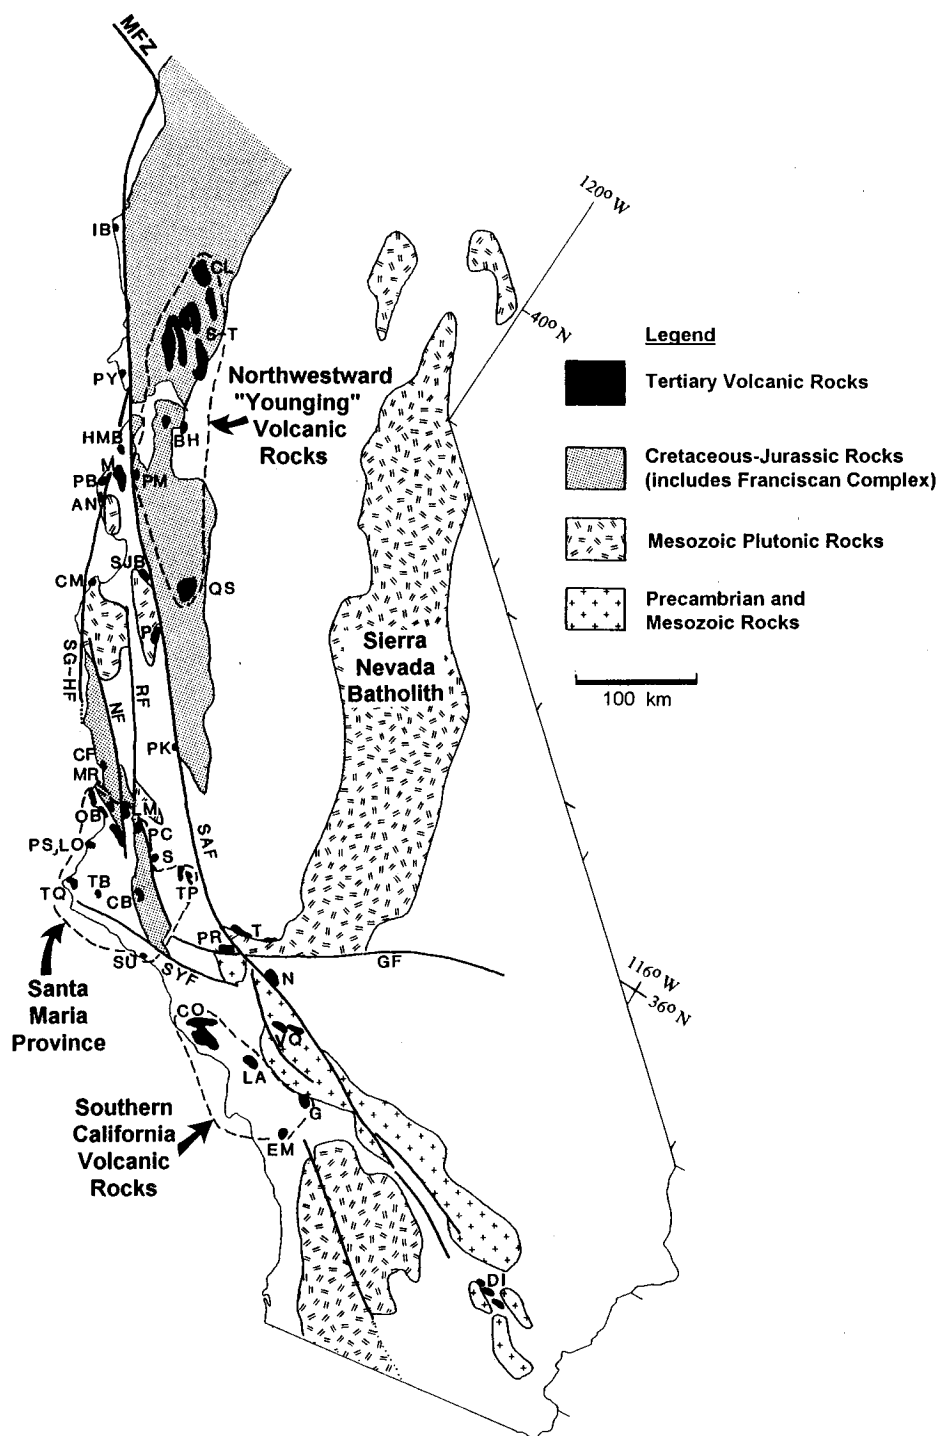 MFZ
120° W
IB
CL
40° N
S-T
Legend
PY
Northwestward
"Younging"
Volcanic
Rocks
Tertiary Volcanic Rocks
HMB
BH
M
PB
PM
AN
Cretaceous-Jurassic Rocks
(includes Franciscan Complex)
Mesozoic Plutonic Rocks
SJB
CM
QS
Precambrian and
Mesozoic Rocks
P
Sierra
Nevada
Batholith
SG-HF
NF
RF
100 km
PK
CF
MR
OB
LM
PC
SAF
PS,LO
S
TQ
TB
CB
TP
T
PR
GF
SU
SYF
N
116° W
36° N
Santa
Maria
Province
CO
VQ
LA
G
Southern
California
Volcanic
Rocks
EM
DI